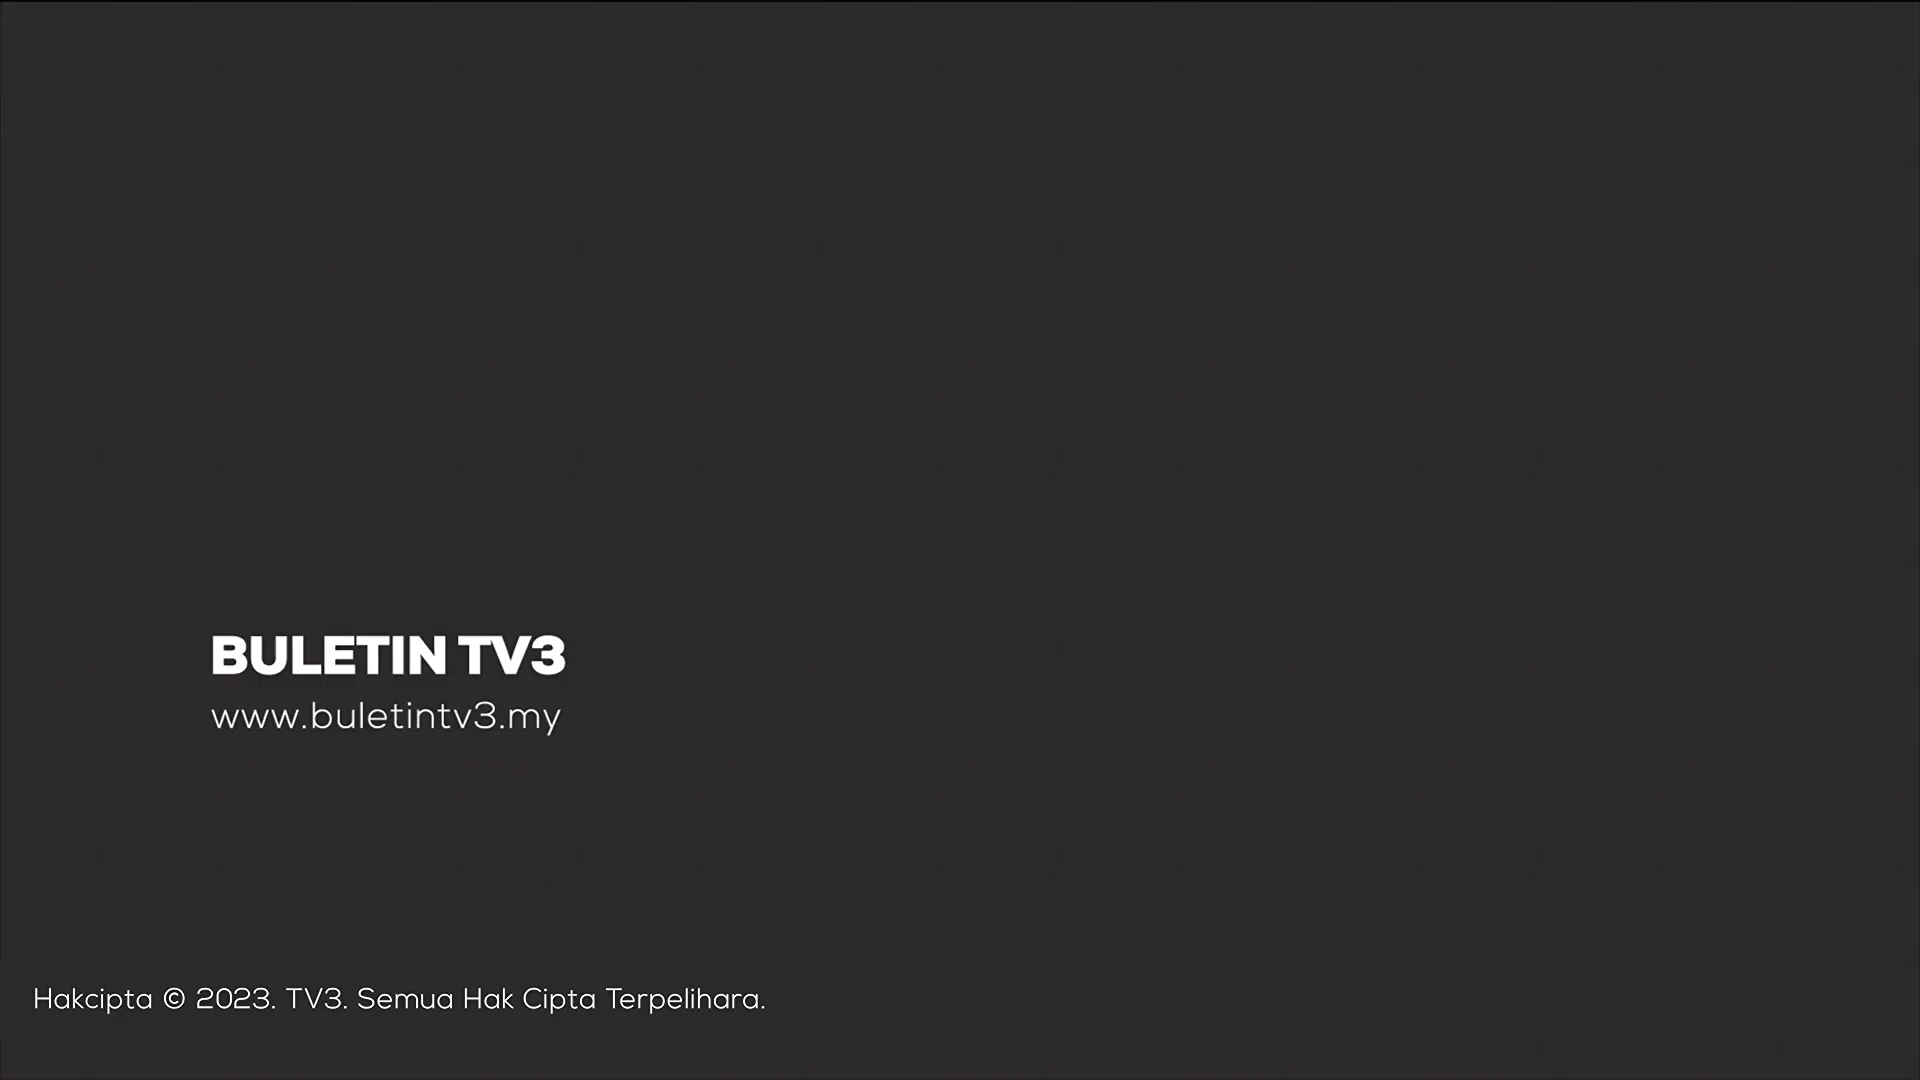 BULETIN TV3
www.buletintv3.my
Hakcipta © 2023. TV3. Semua Hak Cipta Terpelihara.